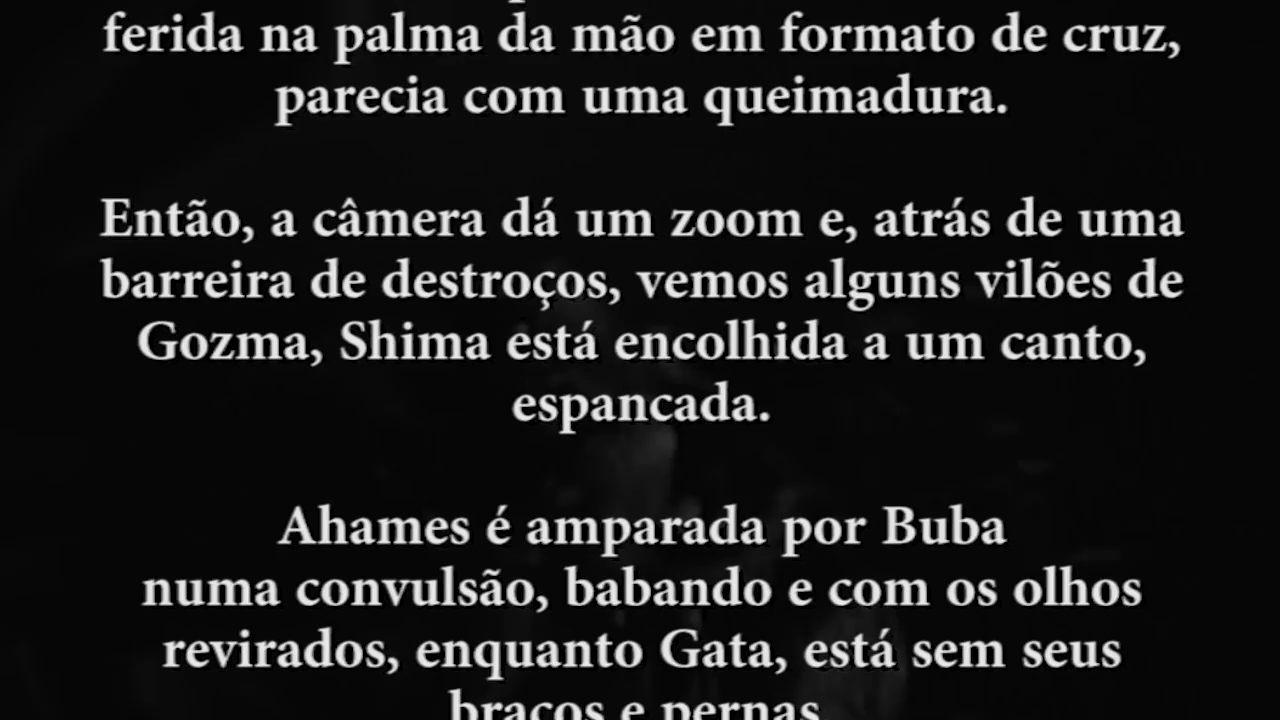 ferida na palma da mão em formato de cruz,
parecia com uma queimadura.
Então, a câmera dá um zoom e, atrás de uma
barreira de destroços, vemos alguns vilões de
Gozma, Shima está encolhida a um canto,
espancada.
Ahames é amparada por Buba
numa convulsão, babando e com os olhos
revirados, enquanto Gata, está sem seus
braços e pernas